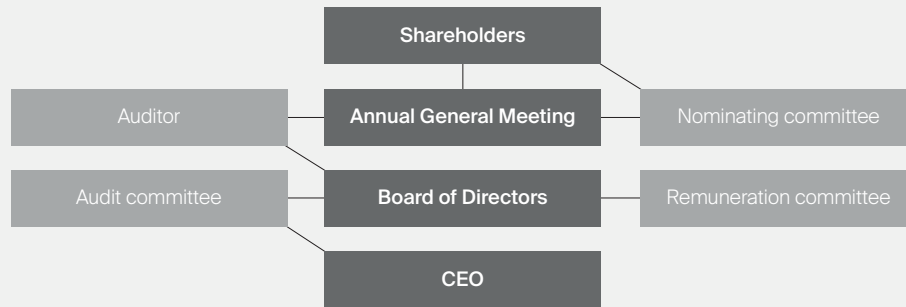 Shareholders
Auditor
Annual General Meeting
Nominating committee
Audit committee
Board of Directors
Remuneration committee
CEO